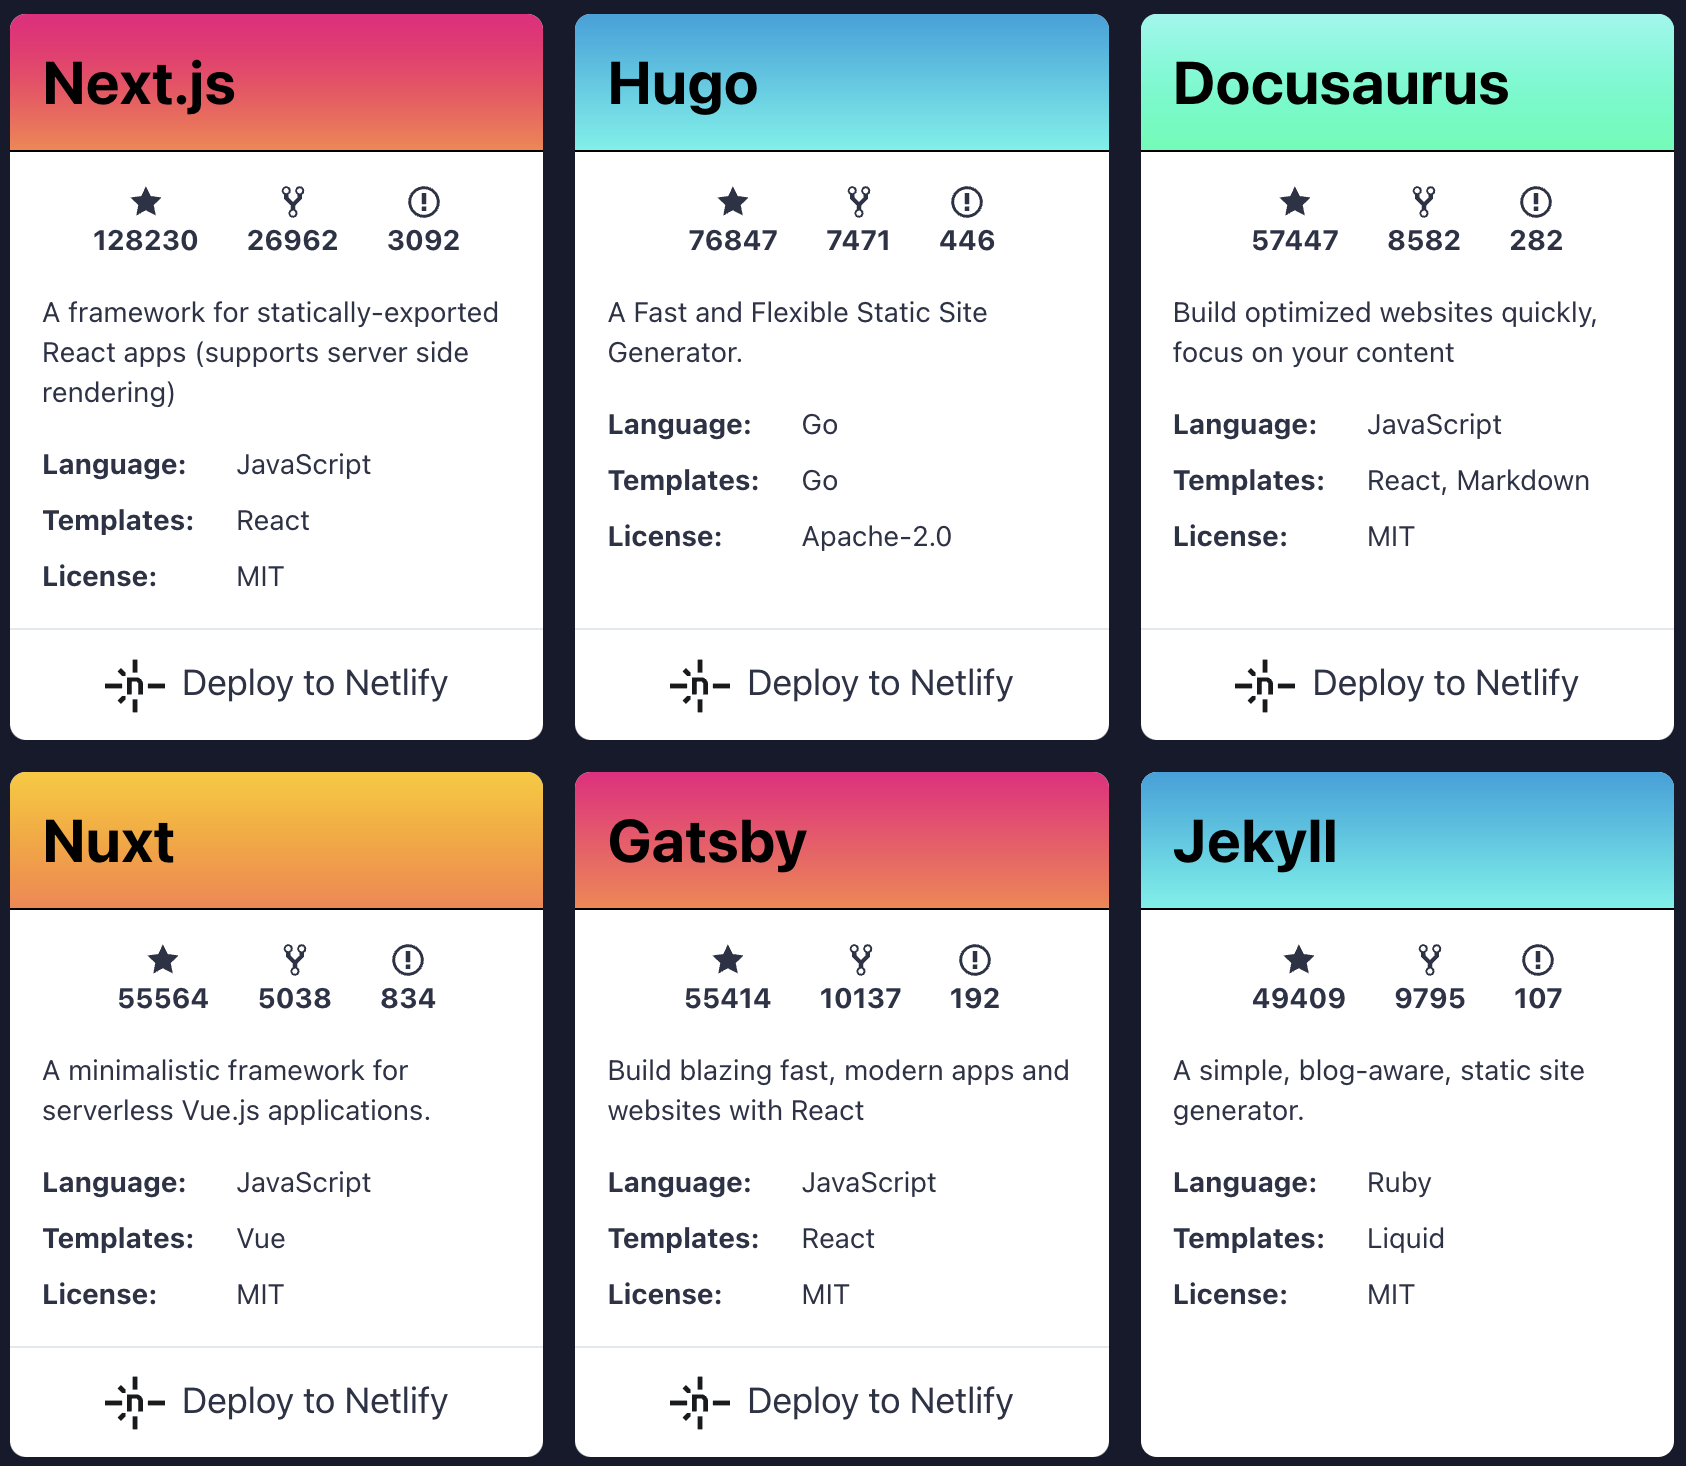 Next.js
128230 26962 3092
A framework for statically-exported
React apps (supports server side
rendering)
Language: JavaScript
Templates: React
License: MIT
Deploy to Netlify
Hugo
76847 7471 446
A Fast and Flexible Static Site
Generator.
Language: Go
Templates: Go
License: Apache-2.0
Deploy to Netlify
Docusaurus
57447 8582 282
Build optimized websites quickly,
focus on your content
Language: JavaScript
Templates: React, Markdown
License: MIT
Deploy to Netlify
Nuxt
55564 5038 834
A minimalistic framework for
serverless Vue.js applications.
Language: JavaScript
Templates: Vue
License: MIT
Deploy to Netlify
Gatsby
55414 10137 192
Build blazing fast, modern apps and
websites with React
Language: JavaScript
Templates: React
License: MIT
Deploy to Netlify
Jekyll
49409 9795 107
A simple, blog-aware, static site
generator.
Language: Ruby
Templates: Liquid
License: MIT